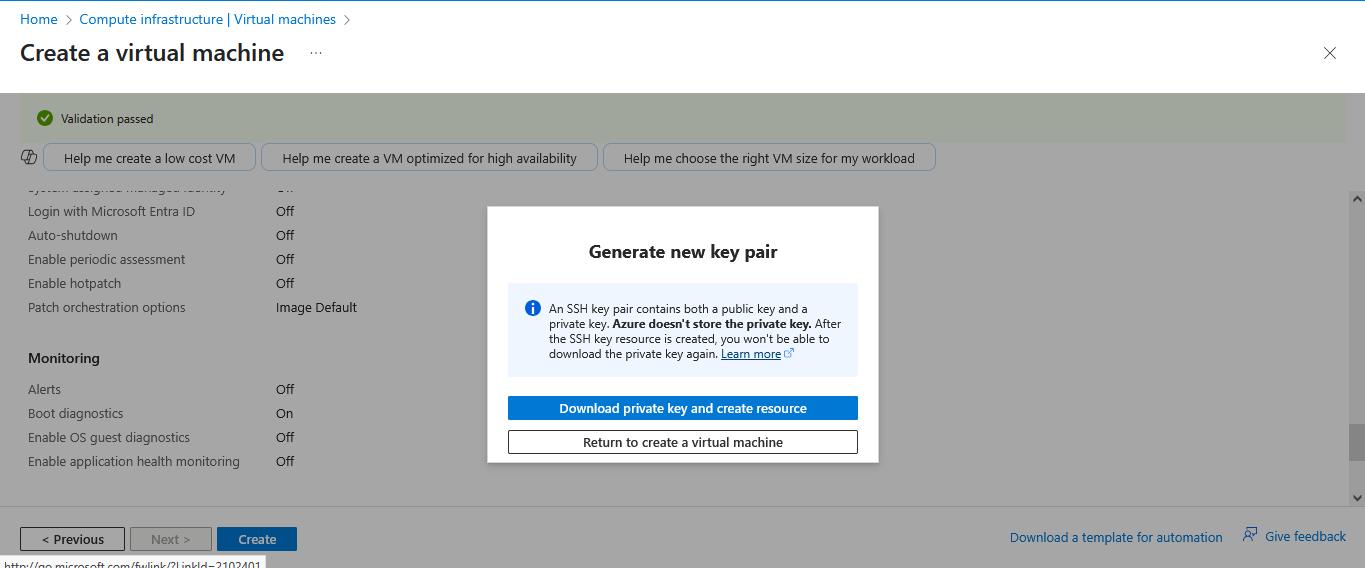 Home > Compute infrastructure | Virtual machines >
Create a virtual machine ...
Validation passed
Help me create a low cost VM
Help me create a VM optimized for high availability
Help me choose the right VM size for my workload
System assigned managed identity Off
Login with Microsoft Entra ID Off
Auto-shutdown Off
Enable periodic assessment Off
Enable hotpatch Off
Patch orchestration options Image Default
Monitoring
Alerts Off
Boot diagnostics On
Enable OS guest diagnostics Off
Enable application health monitoring Off
Generate new key pair
An SSH key pair contains both a public key and a
private key. Azure doesn't store the private key. After
the SSH key resource is created, you won't be able to
download the private key again. Learn more
Download private key and create resource
Return to create a virtual machine
< Previous
Next >
Create
Download a template for automation
Give feedback
http://go.microsoft.com/fwlink/?LinkId=2102401